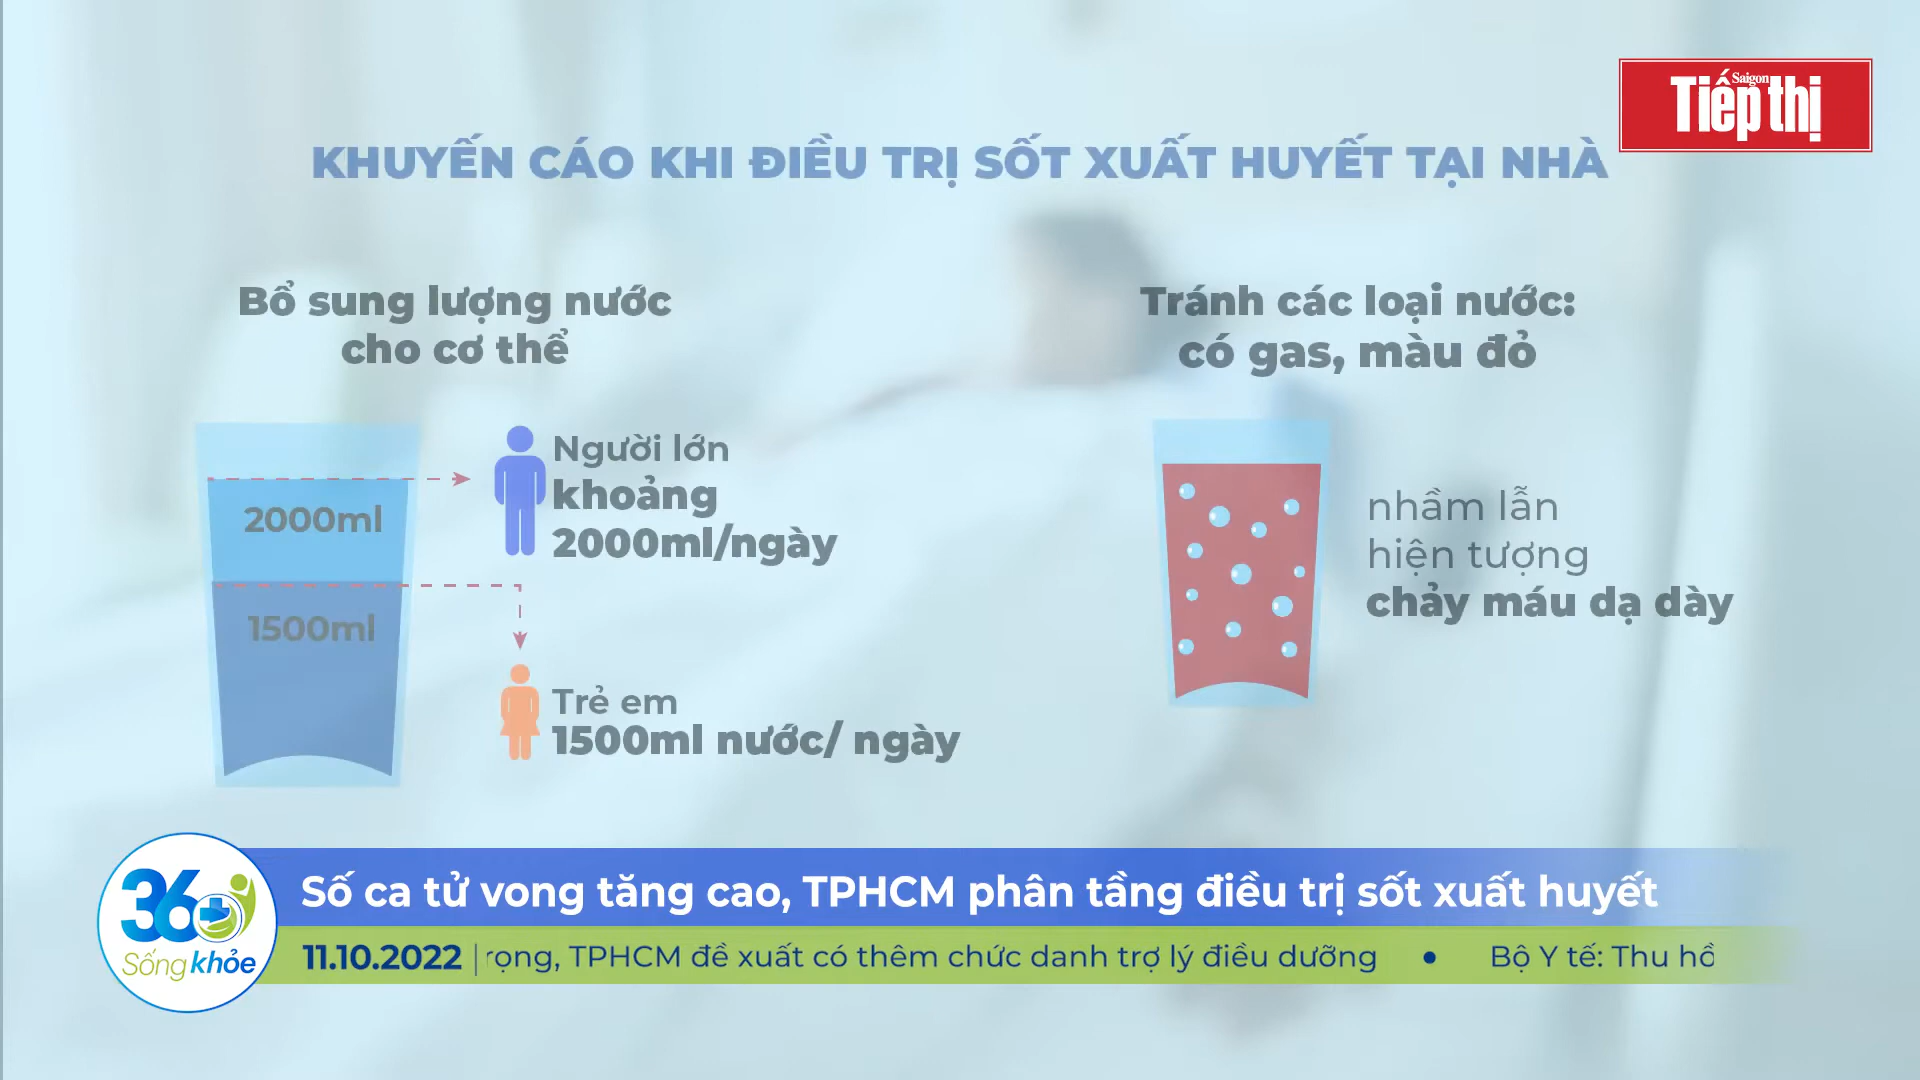 Saigon
Tiếp thị
KHUYẾN CÁO KHI ĐIỀU TRỊ SỐT XUẤT HUYẾT TẠI NHÀ
Bổ sung lượng nước
cho cơ thể
2000ml
1500ml
Người lớn
khoảng
2000ml/ngày
Trẻ em
1500ml nước/ ngày
Tránh các loại nước:
có gas, màu đỏ
nhầm lẫn
hiện tượng
chảy máu dạ dày
360
Sống khỏe
Số ca tử vong tăng cao, TPHCM phân tầng điều trị sốt xuất huyết
11.10.2022 rọng, TPHCM đề xuất có thêm chức danh trợ lý điều dưỡng • Bộ Y tế: Thu hồ